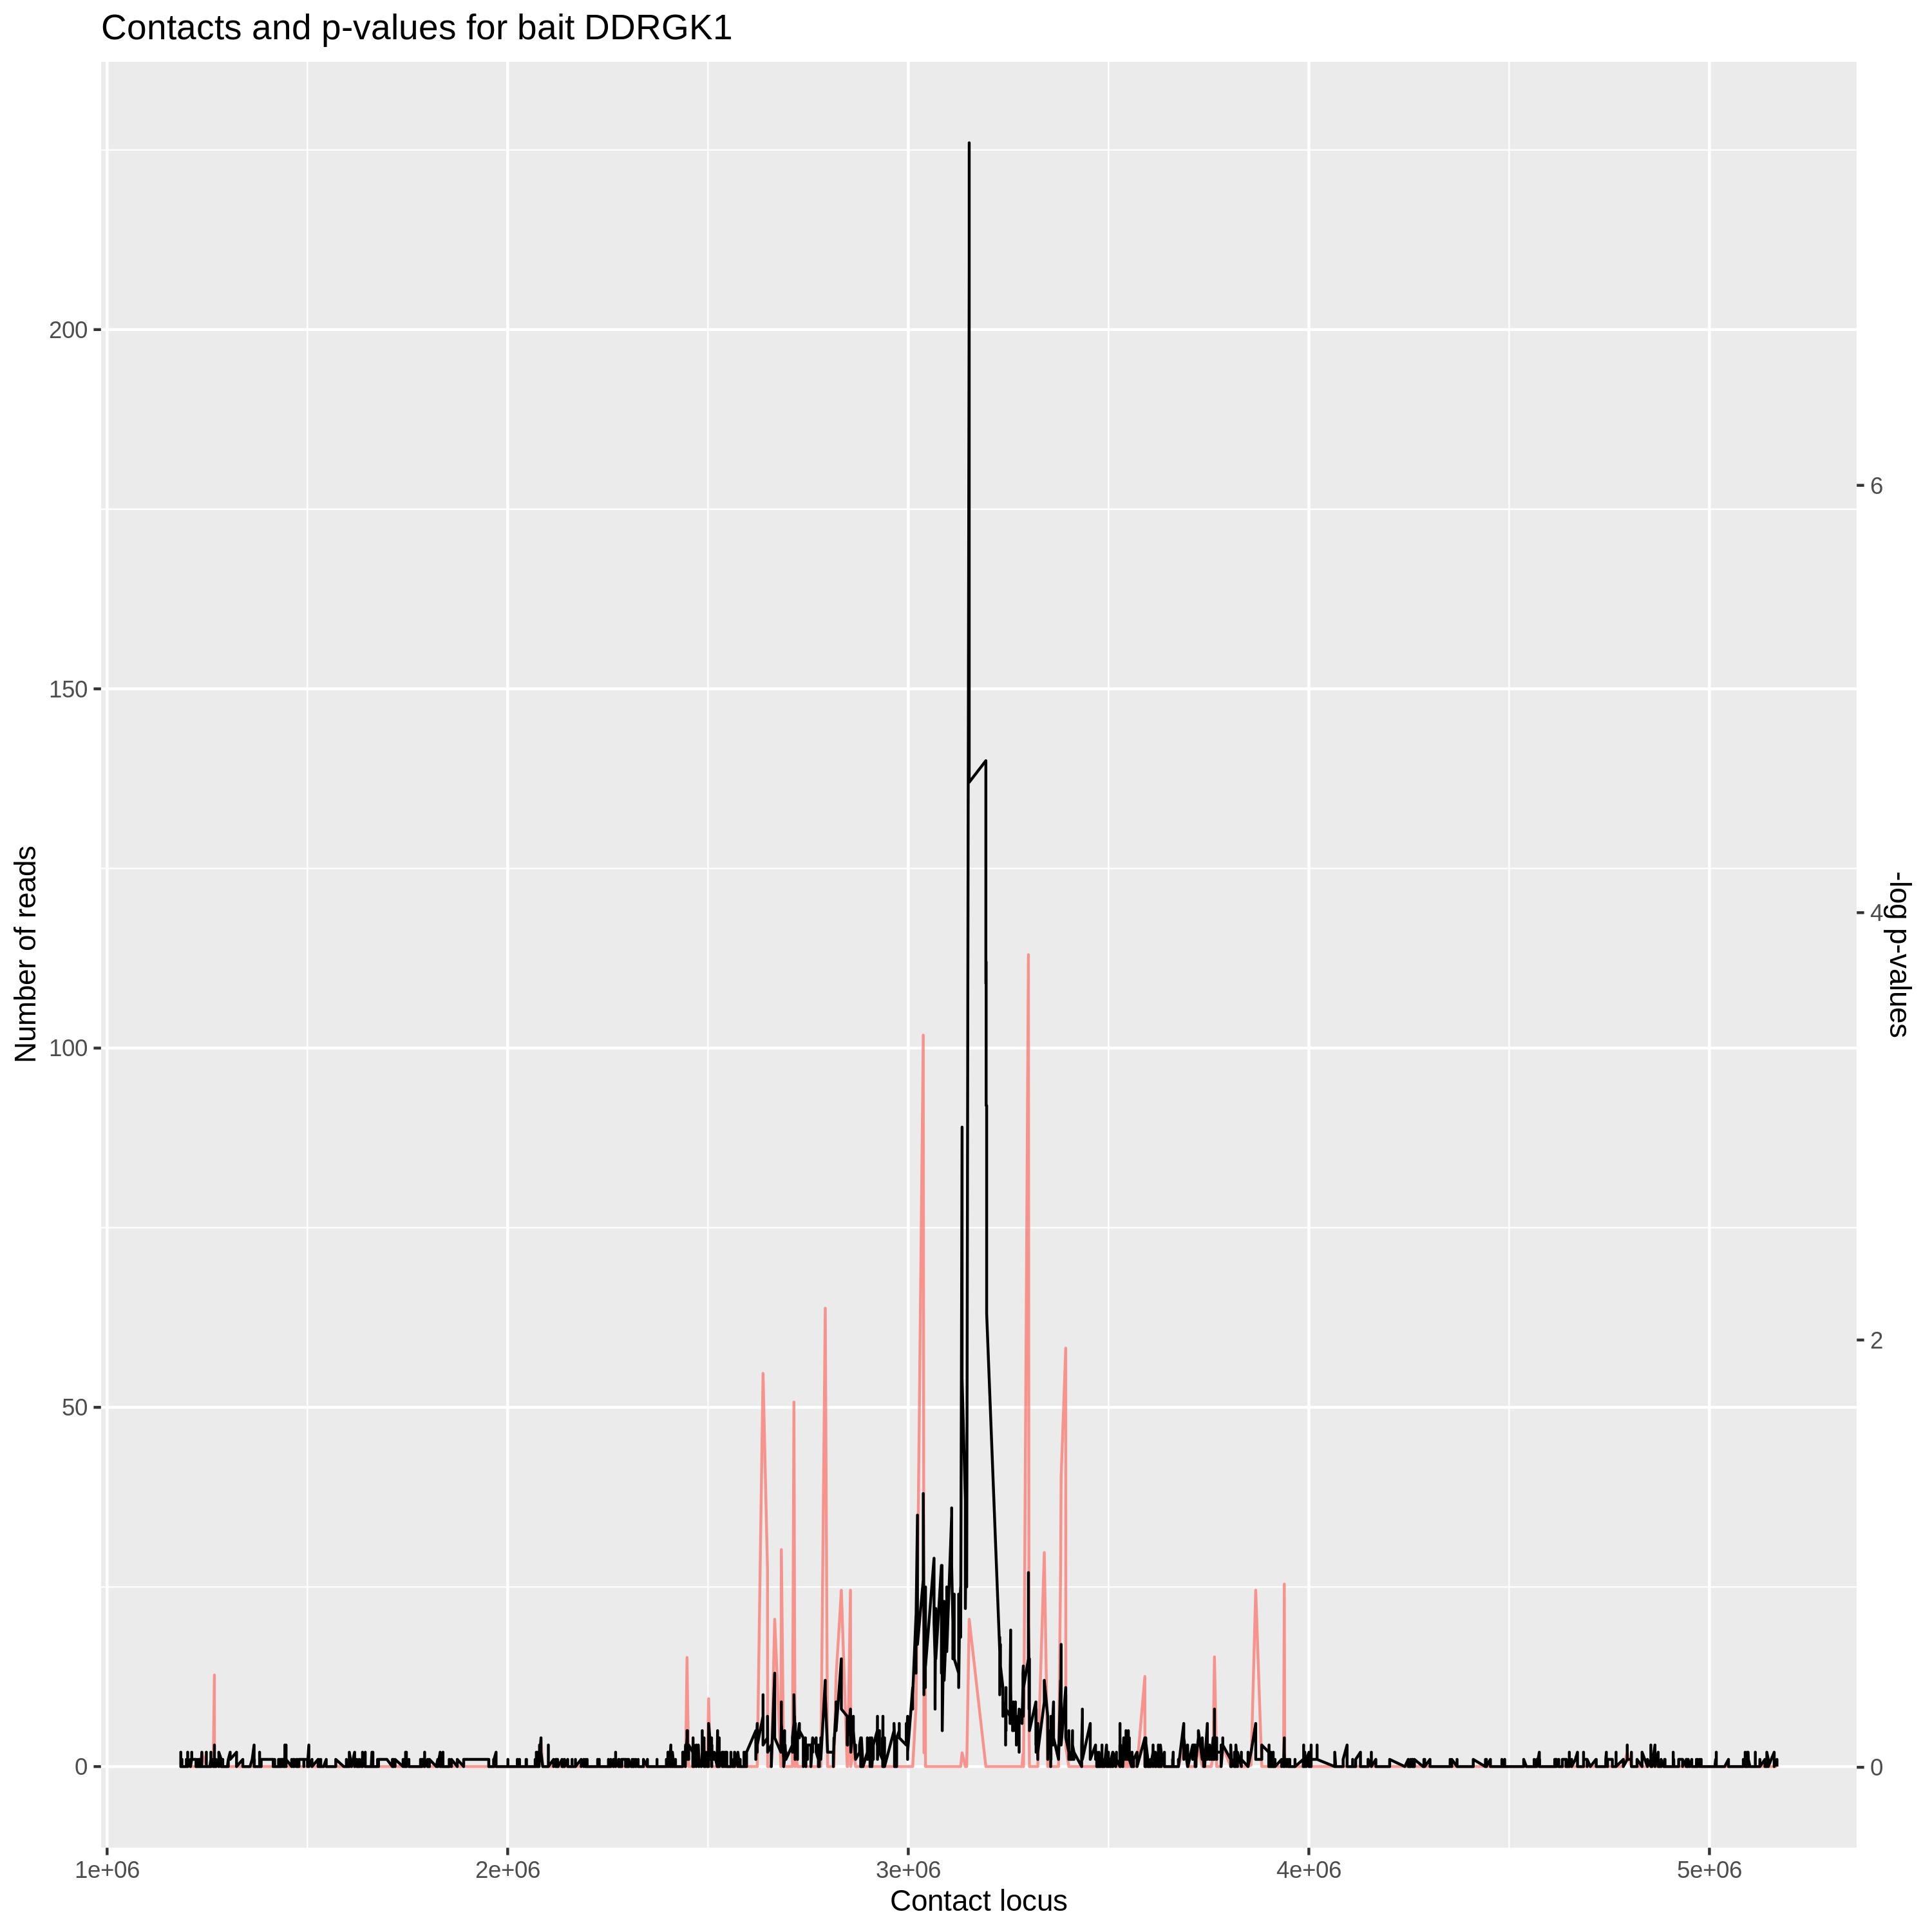 Contacts and p-values for bait DDRGK1
200
150
100
50
0
Number of reads
6
4
2
0
-log p-values
1e+06
2e+06
3e+06
4e+06
5e+06
Contact locus